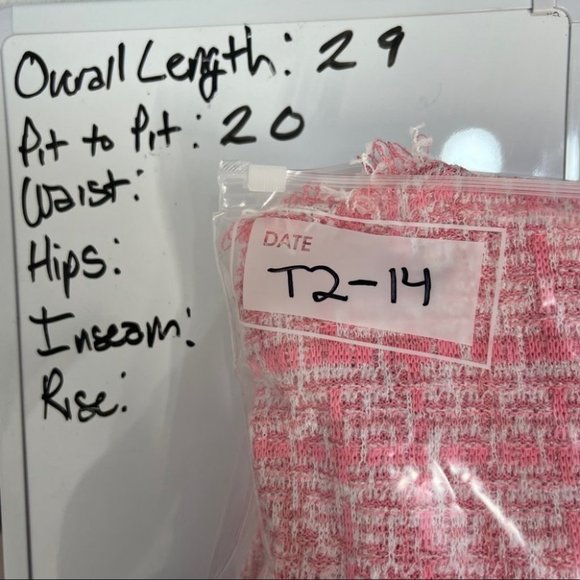 Overall Length: 29
Pit to Pit: 20
Waist:
Hips:
Inseam:
Rise:
DATE
T2-14